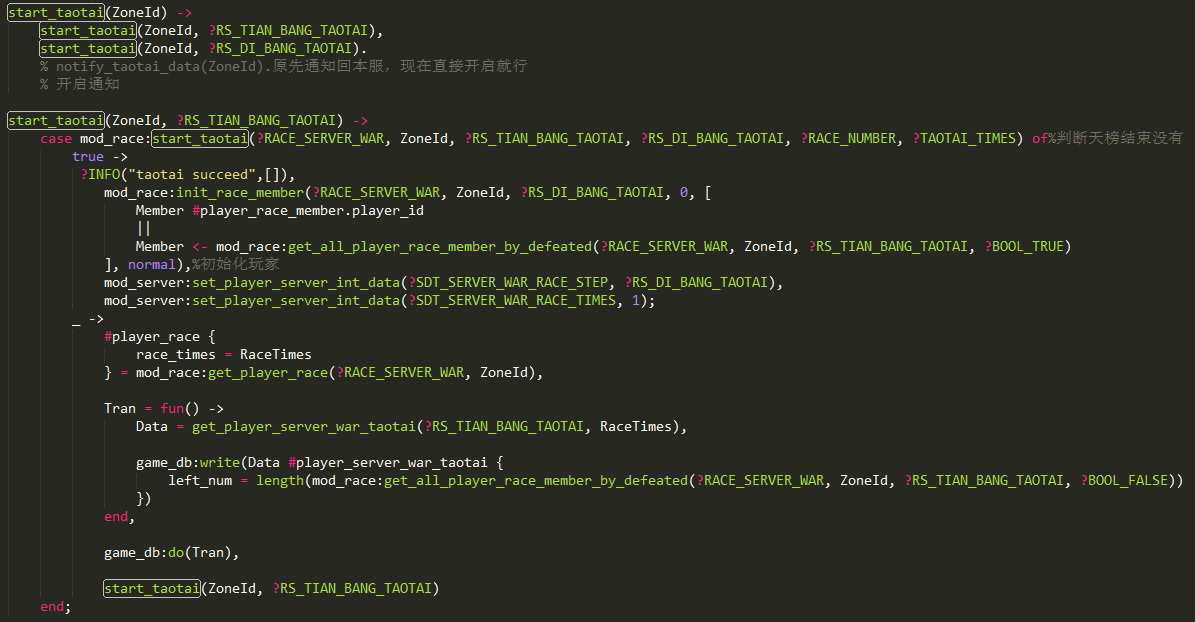 start_taotai(ZoneId) ->
    start_taotai(ZoneId, ?RS_TIAN_BANG_TAOTAI),
    start_taotai(ZoneId, ?RS_DI_BANG_TAOTAI).
    % notify_taotai_data(ZoneId).原先通知回本服，现在直接开启就行
    % 开启通知

start_taotai(ZoneId, ?RS_TIAN_BANG_TAOTAI) ->
    case mod_race:start_taotai(?RACE_SERVER_WAR, ZoneId, ?RS_TIAN_BANG_TAOTAI, ?RS_DI_BANG_TAOTAI, ?RACE_NUMBER, ?TAOTAI_TIMES) of%判断天榜结束没有
        true ->
         ?INFO("taotai succeed",[]),
            mod_race:init_race_member(?RACE_SERVER_WAR, ZoneId, ?RS_DI_BANG_TAOTAI, 0, [
                Member #player_race_member.player_id
                ||
                Member <- mod_race:get_all_player_race_member_by_defeated(?RACE_SERVER_WAR, ZoneId, ?RS_TIAN_BANG_TAOTAI, ?BOOL_TRUE)
            ], normal),%初始化玩家
            mod_server:set_player_server_int_data(?SDT_SERVER_WAR_RACE_STEP, ?RS_DI_BANG_TAOTAI),
            mod_server:set_player_server_int_data(?SDT_SERVER_WAR_RACE_TIMES, 1);
        _ ->
            #player_race {
                race_times = RaceTimes
            } = mod_race:get_player_race(?RACE_SERVER_WAR, ZoneId),

            Tran = fun() ->
                Data = get_player_server_war_taotai(?RS_TIAN_BANG_TAOTAI, RaceTimes),

                game_db:write(Data #player_server_war_taotai {
                    left_num = length(mod_race:get_all_player_race_member_by_defeated(?RACE_SERVER_WAR, ZoneId, ?RS_TIAN_BANG_TAOTAI, ?BOOL_FALSE))
                })
            end,

            game_db:do(Tran),

            start_taotai(ZoneId, ?RS_TIAN_BANG_TAOTAI)
    end;